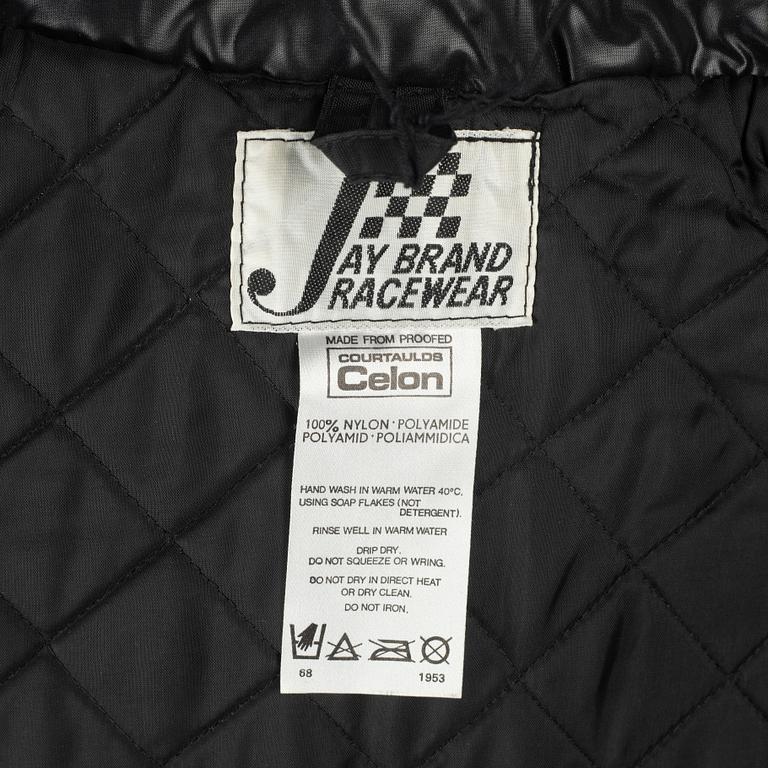 JAY BRAND
RACEWEAR
MADE FROM PROOFED
COURTAULDS
Celon
100% NYLON · POLYAMIDE
POLYAMID · POLIAMMIDICA
HAND WASH IN WARM WATER 40°C,
USING SOAP FLAKES (NOT
DETERGENT).
RINSE WELL IN WARM WATER
DRIP DRY.
DO NOT SQUEEZE OR WRING.
DO NOT DRY IN DIRECT HEAT
OR DRY CLEAN.
DO NOT IRON.
68 1953